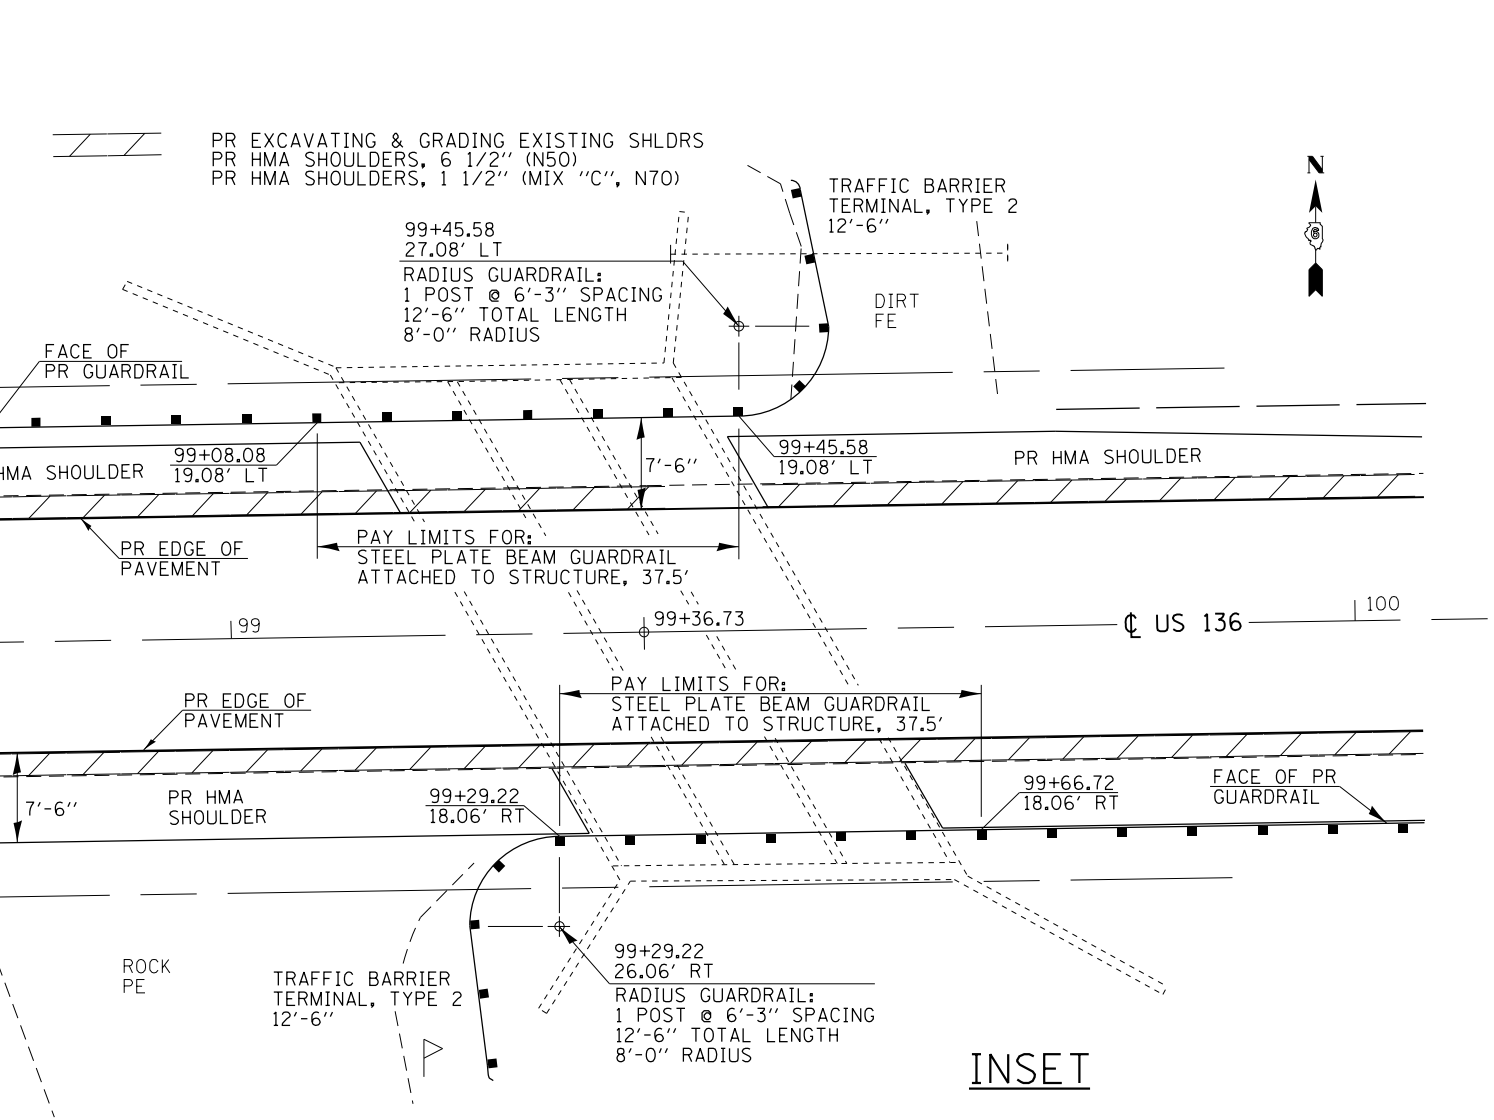 PR EXCAVATING & GRADING EXISTING SHLDRS
PR HMA SHOULDERS, 6 1/2" (N50)
PR HMA SHOULDERS, 1 1/2" (MIX "C", N70)
N
6
TRAFFIC BARRIER
TERMINAL, TYPE 2
12'-6"
99+45.58
27.08' LT
RADIUS GUARDRAIL:
1 POST @ 6'-3" SPACING
12'-6" TOTAL LENGTH
8'-0" RADIUS
DIRT
FE
FACE OF
PR GUARDRAIL
99+08.08
19.08' LT
HMA SHOULDER
7'-6"
99+45.58
19.08' LT
PR HMA SHOULDER
PR EDGE OF
PAVEMENT
PAY LIMITS FOR:
STEEL PLATE BEAM GUARDRAIL
ATTACHED TO STRUCTURE, 37.5'
99
99+36.73
℄ US 136
100
PR EDGE OF
PAVEMENT
PAY LIMITS FOR:
STEEL PLATE BEAM GUARDRAIL
ATTACHED TO STRUCTURE, 37.5'
7'-6"
PR HMA
SHOULDER
99+29.22
18.06' RT
99+66.72
18.06' RT
FACE OF PR
GUARDRAIL
ROCK
PE
TRAFFIC BARRIER
TERMINAL, TYPE 2
12'-6"
99+29.22
26.06' RT
RADIUS GUARDRAIL:
1 POST @ 6'-3" SPACING
12'-6" TOTAL LENGTH
8'-0" RADIUS
INSET